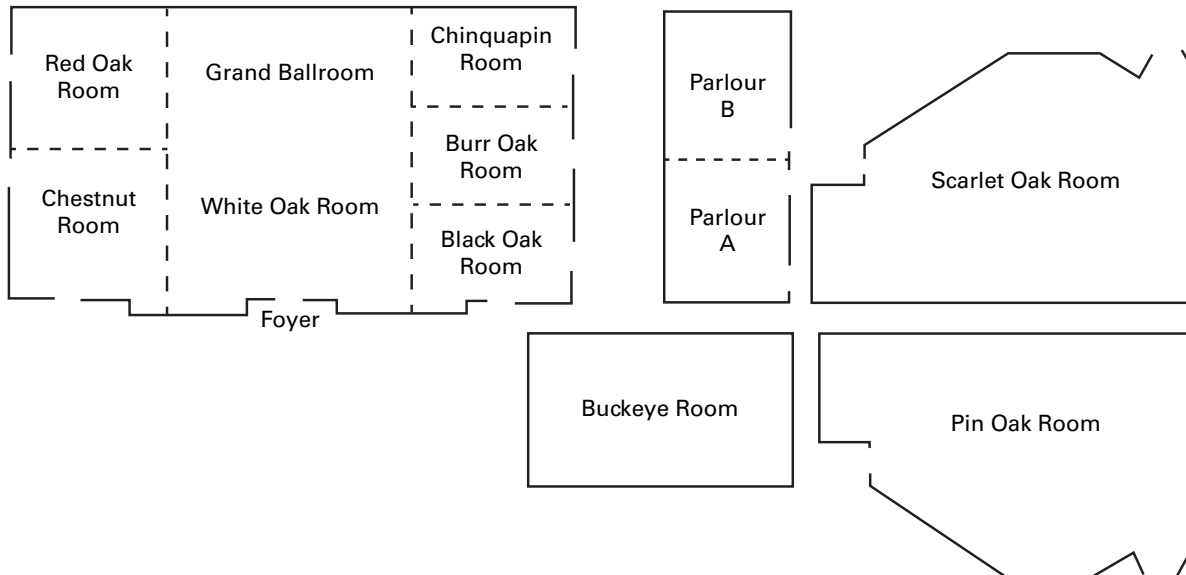 Red Oak
Room
Grand Ballroom
Chinquapin
Room
Chestnut
Room
White Oak Room
Burr Oak
Room
Black Oak
Room
Foyer
Parlour
B
Parlour
A
Scarlet Oak Room
Buckeye Room
Pin Oak Room